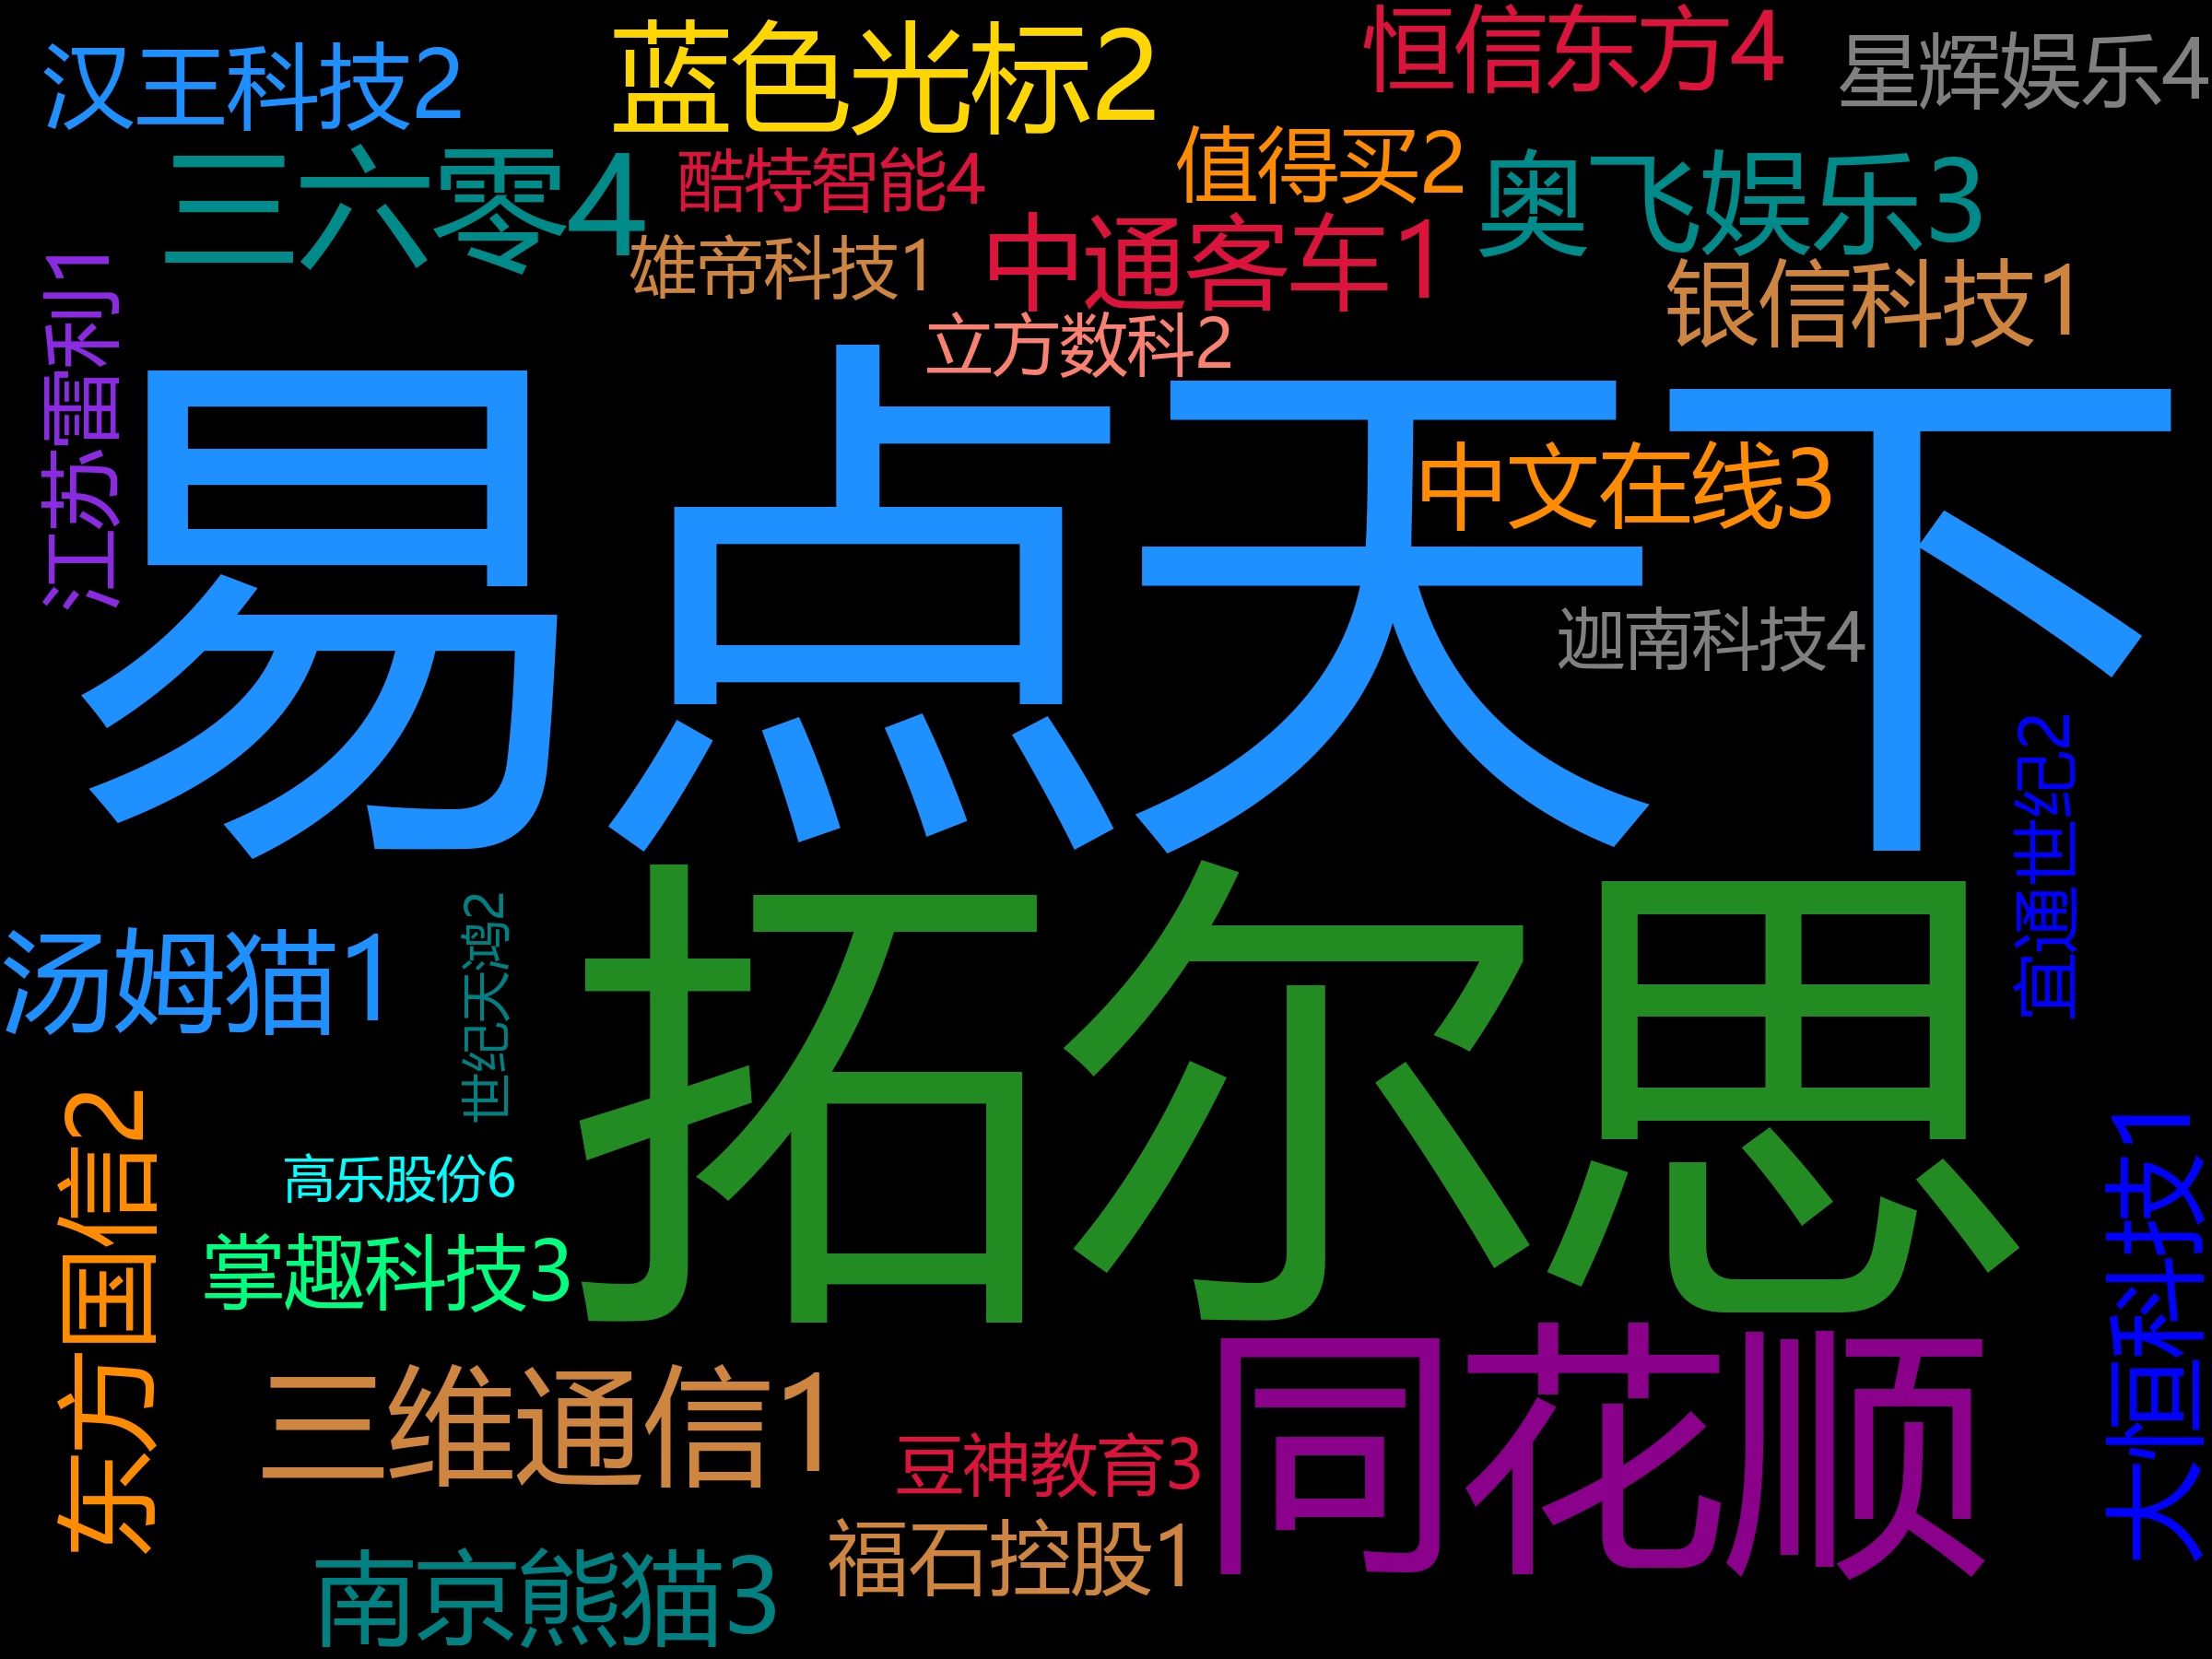 汉王科技2
蓝色光标2
恒信东方4
星辉娱乐4
三六零4
酷特智能4
值得买2
奥飞娱乐3
维帝科技1
中通客车1
银信科技1
立方数科2
江苏雷利1
易点天下
中文在线3
迦南科技4
直通世纪2
汤姆猫1
世纪天鸿2
拓尔思
东方国信2
高乐股份6
掌趣科技3
大恒科技1
三维通信1
同花顺
豆神教育3
福石控股1
南京熊猫3